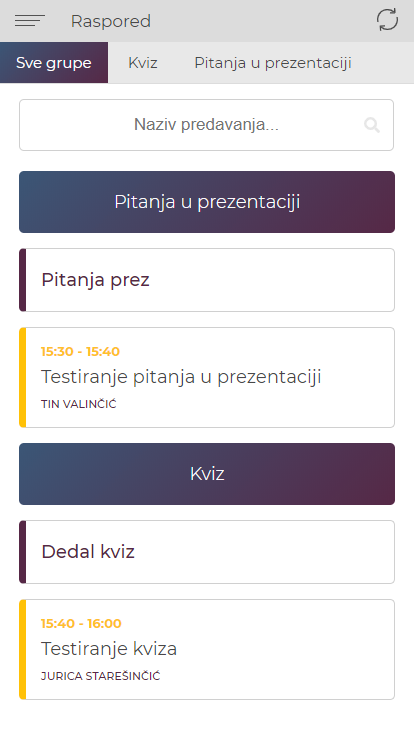 Raspored
Sve grupe Kviz Pitanja u prezentaciji
Naziv predavanja...
Pitanja u prezentaciji
Pitanja prez
15:30 - 15:40
Testiranje pitanja u prezentaciji
TIN VALINČIĆ
Kviz
Dedal kviz
15:40 - 16:00
Testiranje kviza
JURICA STAREŠINČIĆ